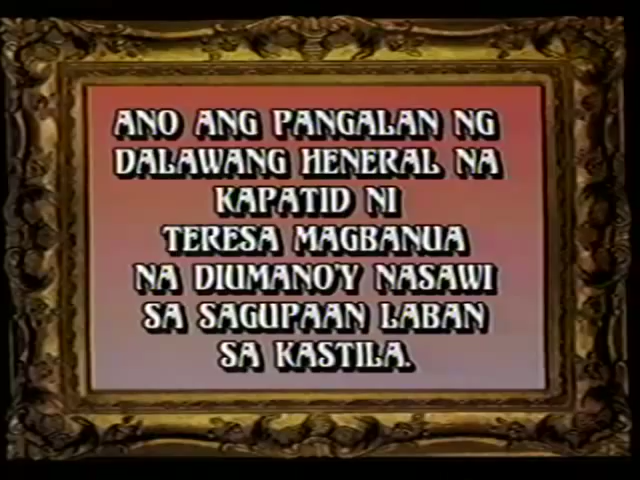 ANO ANG PANGALAN NG
DALAWANG HENERAL NA
KAPATID NI
TERESA MAGBANUA
NA DIUMANO'Y NASAWI
SA SAGUPAAN LABAN
SA KASTILA.